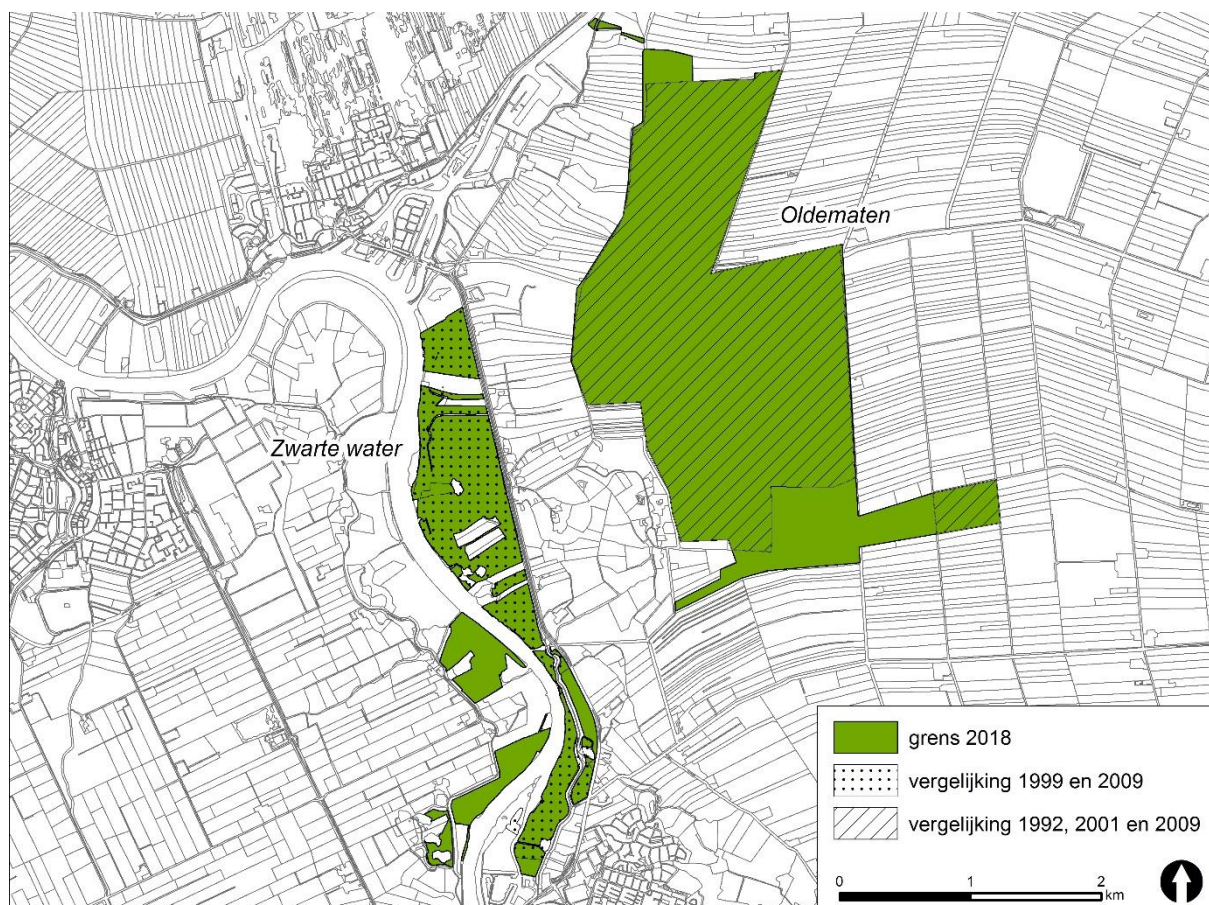 Oldematen
Zwarte water
grens 2018
vergelijking 1999 en 2009
vergelijking 1992, 2001 en 2009
0 1 2
km